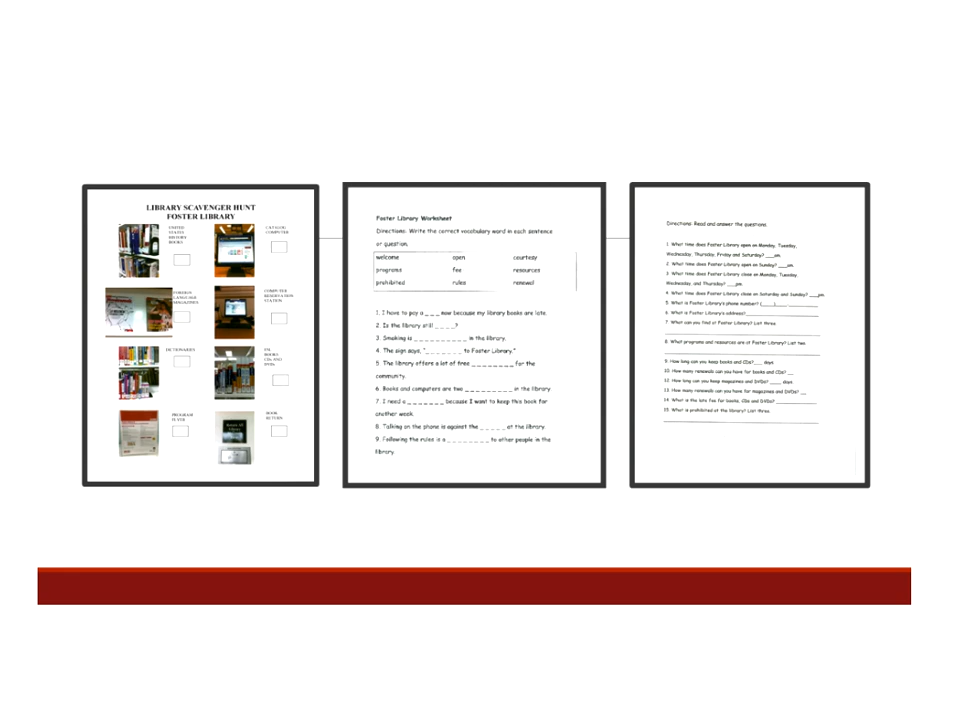 LIBRARY SCAVENGER HUNT
FOSTER LIBRARY
UNITED
STATES
HISTORY
BOOKS
CATALOG
COMPUTER
FOREIGN
LANGUAGE
MAGAZINES
COMPUTER
RESERVATION
STATION
DICTIONARIES
ESL
BOOKS
CDs AND
DVDs
PROGRAM
FLYER
BOOK
RETURN
Foster Library Worksheet
Directions: Write the correct vocabulary word in each sentence
or question.
welcome open courtesy
programs fee resources
prohibited rules renewal
1. I have to pay a _ _ _ now because my library books are late.
2. Is the library still _ _ _ _?
3. Smoking is _ _ _ _ _ _ _ _ _ _ in the library.
4. The sign says, "_ _ _ _ _ _ _ to Foster Library."
5. The library offers a lot of free _ _ _ _ _ _ _ _ for the
community.
6. Books and computers are two _ _ _ _ _ _ _ _ _ in the library.
7. I need a _ _ _ _ _ _ _ because I want to keep this book for
another week.
8. Talking on the phone is against the _ _ _ _ _ at the library.
9. Following the rules is a _ _ _ _ _ _ _ _ to other people in the
library.
Directions: Read and answer the questions.
1. What time does Foster Library open on Monday, Tuesday,
Wednesday, Thursday, Friday and Saturday? ___pm.
2. What time does Foster Library open on Sunday? ___pm.
3. What time does Foster Library close on Monday, Tuesday,
Wednesday, and Thursday? ___pm
4. What time does Foster Library close on Saturday and Sunday? ___pm.
5. What is Foster Library's phone number? (____)____-__________
6. What is Foster Library's address?____________________
7. What can you find at Foster Library? List three.
8. What programs and resources are at Foster Library? List two.
9. How long can you keep books and CDs?___ days.
10. How many renewals can you have for books and CDs? __
11. How long can you keep magazines and DVDs? ____ days
12. How many renewals can you have for magazines and DVDs? __
14. What is the late fee for books, CDs and DVDs? ______________
15. What is prohibited at the library? List three.